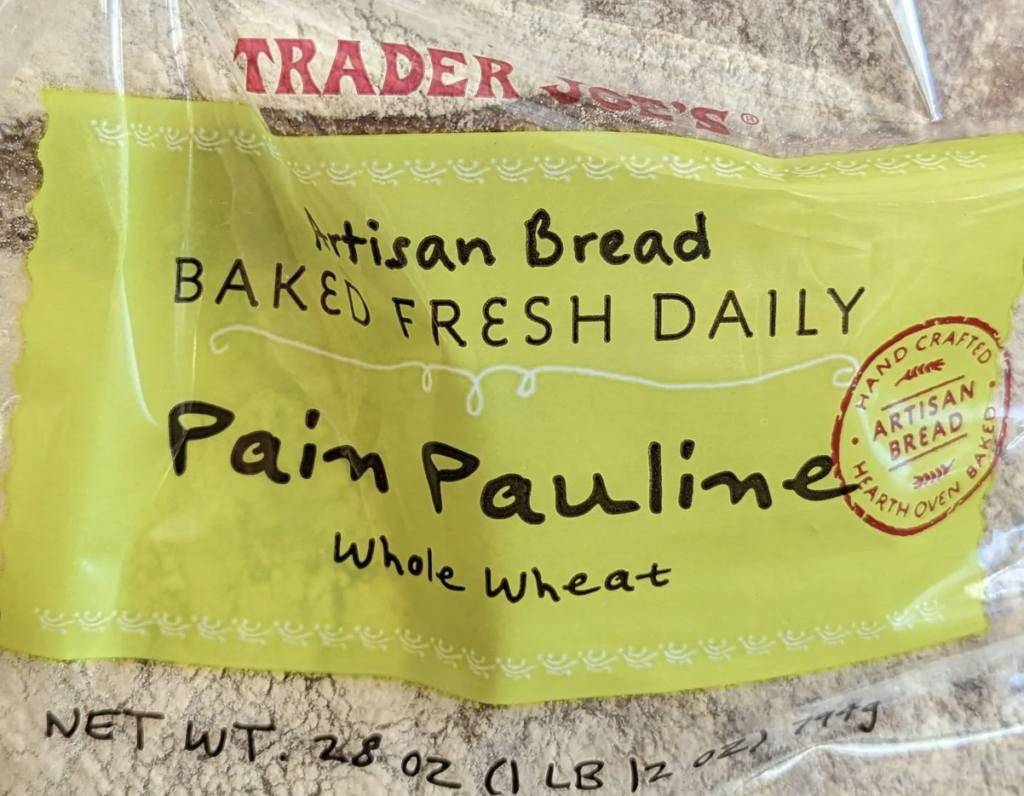 TRADER JOE'S®
Artisan Bread
BAKED FRESH DAILY
Pain Pauline
Whole Wheat
HAND CRAFTED
ARTISAN
BREAD
HEARTH OVEN BAKED
NET WT. 28 OZ (1 LB 12 OZ)